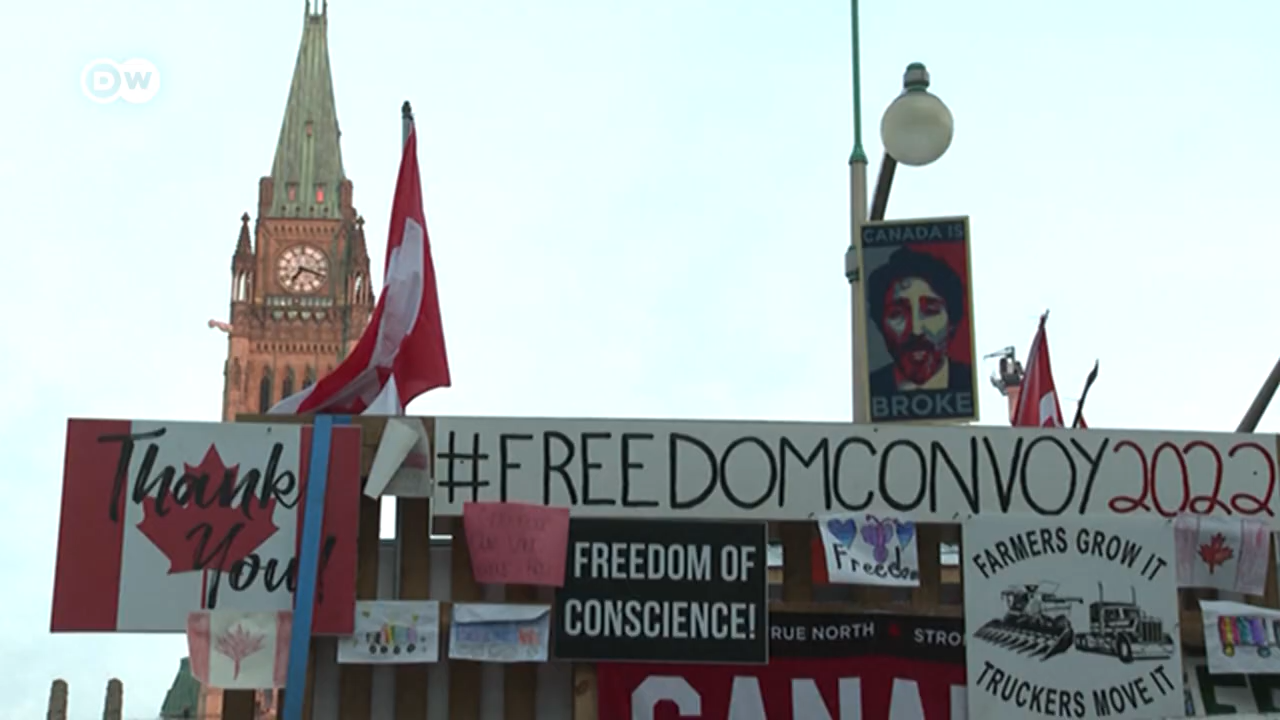 DW
CANADA IS
BROKE
Thank
You!
#FREEDOMCONVOY2022
FREEDOM OF
CONSCIENCE!
Freedom
FARMERS GROW IT
TRUCKERS MOVE IT
RUE NORTH STRO
CANA